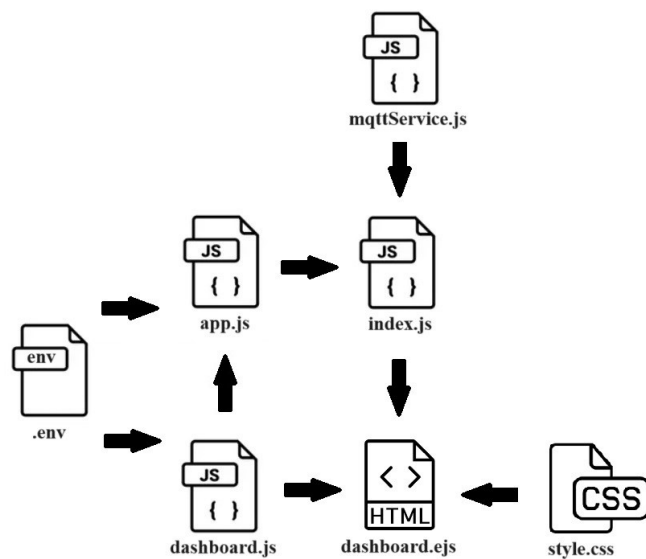 JS
{ }
mqttService.js
JS
{ }
app.js
JS
{ }
index.js
env
.env
JS
{ }
dashboard.js
< >
HTML
dashboard.ejs
CSS
style.css